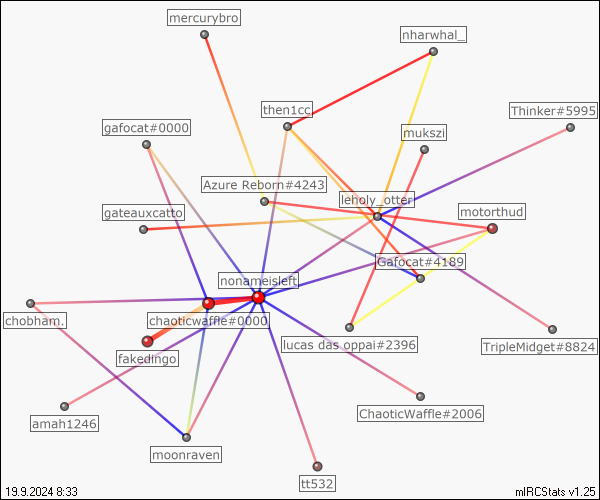 mercurybro
nharwhal_
then1cc
Thinker#5995
gafocat#0000
mukszi
Azure Reborn#4243
leholy_otter
gateauxcatto
motorthud
Gafocat#4189
nonameisleft
chobham.
chaoticwaffle#0000
lucas das oppai#2396
TripleMidget#8824
fakedingo
ChaoticWaffle#2006
amah1246
moonraven
tt532
19.9.2024 8:33
mIRCStats v1.25